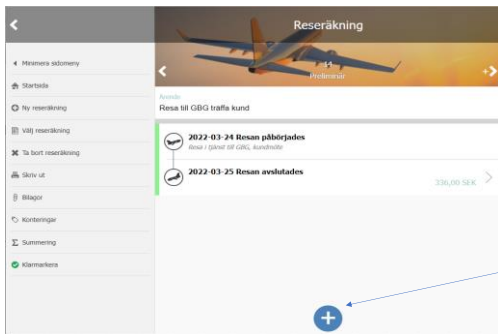 Reseräkning
Minimera sidomeny
Startsida
Ny reseräkning
Välj reseräkning
Ta bort reseräkning
Skriv ut
Bilagor
Konteringar
Summering
Klarmarkera
14
Preliminär
Ärende
Resa till GBG träffa kund
2022-03-24 Resan påbörjades
Resa i tjänst till GBG, kundmöte
2022-03-25 Resan avslutades
336,00 SEK